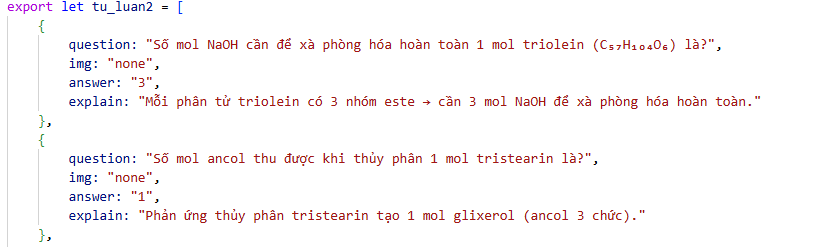 export let tu_luan2 = [
{
question: "Số mol NaOH cần để xà phòng hóa hoàn toàn 1 mol triolein (C₅₇H₁₀₄O₆) là?",
img: "none",
answer: "3",
explain: "Mỗi phân tử triolein có 3 nhóm este → cần 3 mol NaOH để xà phòng hóa hoàn toàn."
},
{
question: "Số mol ancol thu được khi thủy phân 1 mol tristearin là?",
img: "none",
answer: "1",
explain: "Phản ứng thủy phân tristearin tạo 1 mol glixerol (ancol 3 chức)."
},